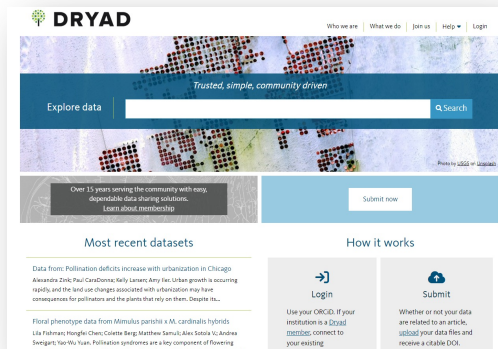 DRYAD
Who we are
What we do
Join us
Help
Login
Trusted, simple, community driven
Explore data
Search
Photo by USGS on Unsplash
Over 15 years serving the community with easy,
dependable data sharing solutions.
Learn about membership
Submit now
Most recent datasets
Data from: Pollination deficits increase with urbanization in Chicago
Alexandra Zink; Paul CaraDonna; Kelly Larsen; Amy Iler. Urban growth is occurring
rapidly, and the land use changes associated with urbanization may have
consequences for pollinators and the plants that rely on them. Despite its...
Floral phenotype data from Mimulus parishii x M. cardinalis hybrids
Lila Fishman; Hongfei Chen; Colette Berg; Matthew Samuli; Alex Sotola V.; Andrea
Sweigart; Yao-Wu Yuan. Pollination syndromes are a key component of flowering
How it works
Login
Use your ORCiD. If your
institution is a Dryad
member, connect to
your existing
Submit
Whether or not your data
are related to an article,
upload your data files and
receive a citable DOI.